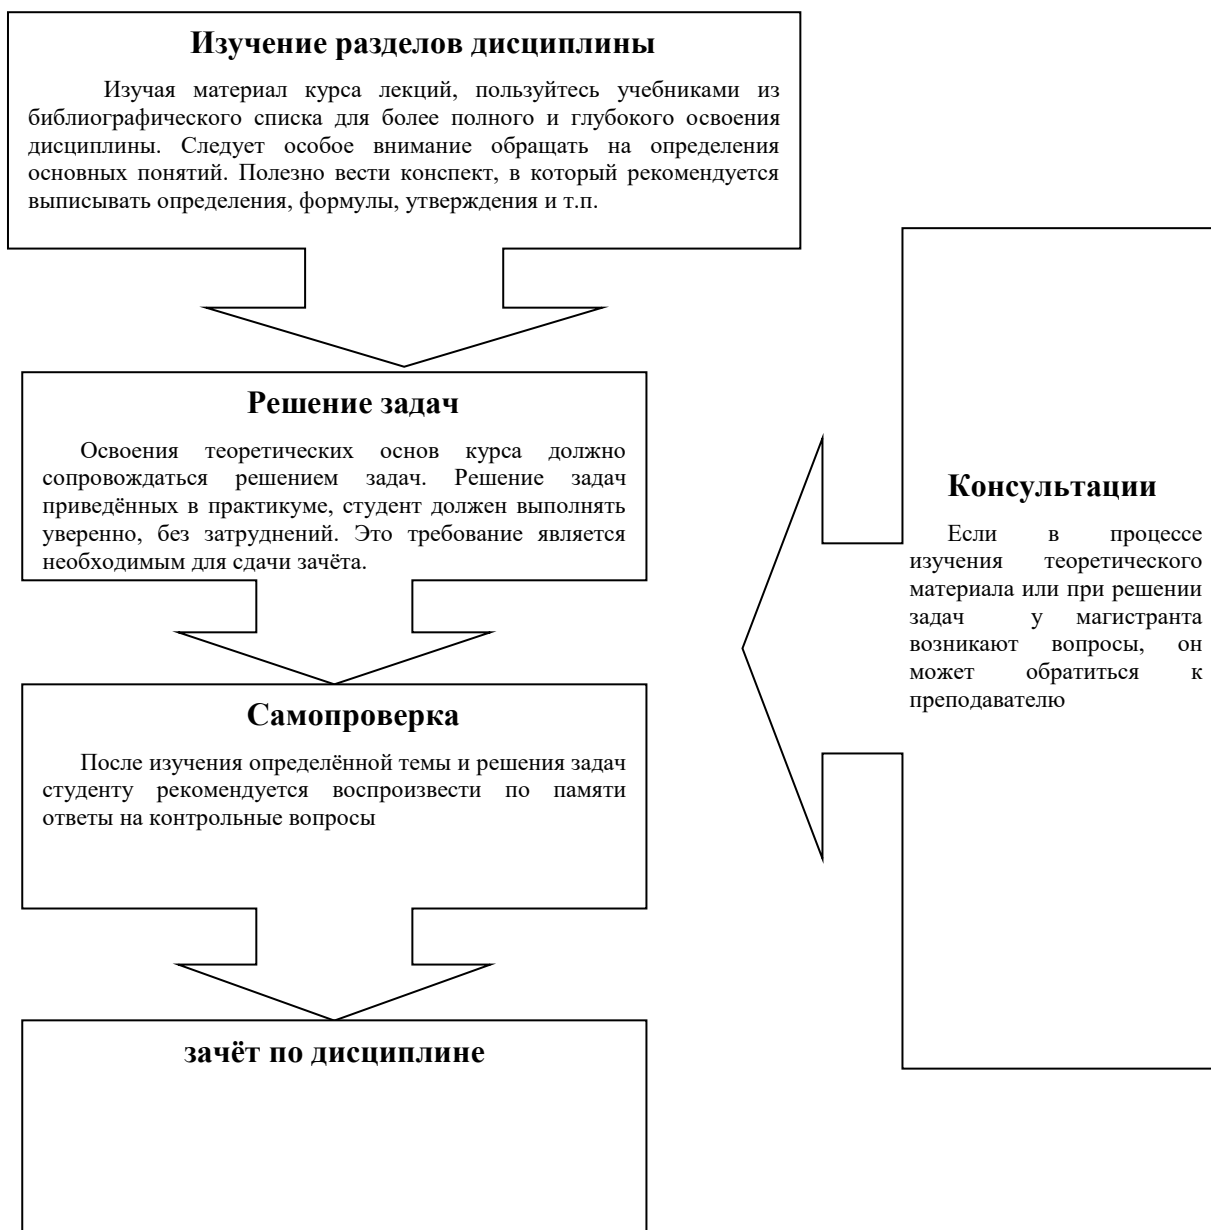 Изучение разделов дисциплины
Изучая материал курса лекций, пользуйтесь учебниками из
библиографического списка для более полного и глубокого освоения
дисциплины. Следует особое внимание обращать на определения
основных понятий. Полезно вести конспект, в который рекомендуется
выписывать определения, формулы, утверждения и т.п.
Решение задач
Освоения теоретических основ курса должно
сопровождаться решением задач. Решение задач
приведённых в практикуме, студент должен выполнять
уверенно, без затруднений. Это требование является
необходимым для сдачи зачёта.
Самопроверка
После изучения определённой темы и решения задач
студенту рекомендуется воспроизвести по памяти
ответы на контрольные вопросы
зачёт по дисциплине
Консультации
Если в процессе
изучения теоретического
материала или при решении
задач у магистранта
возникают вопросы, он
может обратиться к
преподавателю